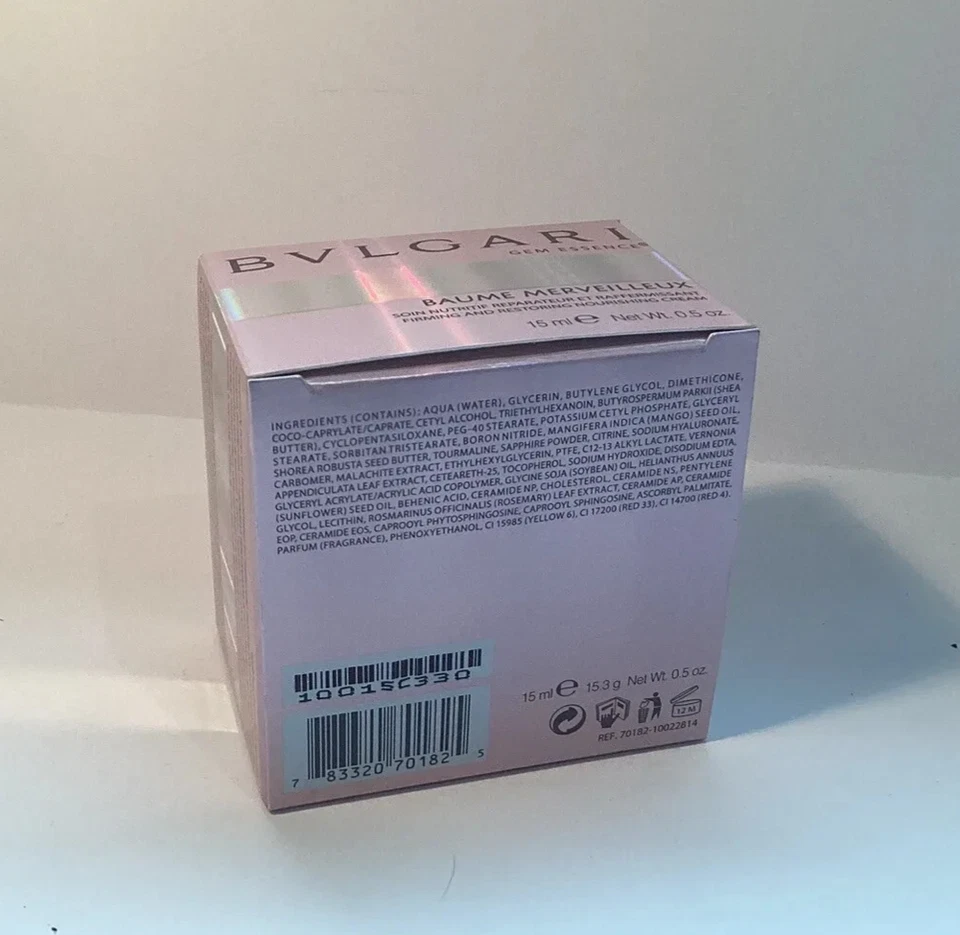 BVLGARI
GEM ESSENCE®
BAUME MERVEILLEUX
SOIN NUTRITIF REPARATEUR ET RAFFERMISSANT
FIRMING AND RESTORING NOURISHING CREAM
15 ml e Net Wt. 0.5 oz.
INGREDIENTS (CONTAINS): AQUA (WATER), GLYCERIN, BUTYLENE GLYCOL, DIMETHICONE,
COCO-CAPRYLATE/CAPRATE, CETYL ALCOHOL, TRIETHYLHEXANOIN, BUTYROSPERMUM PARKII (SHEA
BUTTER), CYCLOPENTASILOXANE, PEG-40 STEARATE, POTASSIUM CETYL PHOSPHATE, GLYCERYL
STEARATE, SORBITAN TRISTEARATE, BORON NITRIDE, MANGIFERA INDICA (MANGO) SEED OIL,
SHOREA ROBUSTA SEED BUTTER, TOURMALINE, SAPPHIRE POWDER, CITRINE, SODIUM HYALURONATE,
CARBOMER, MALACHITE EXTRACT, ETHYLHEXYLGLYCERIN, PTFE, C12-13 ALKYL LACTATE, VERNONIA
APPENDICULATA LEAF EXTRACT, CETEARETH-25, TOCOPHEROL, SODIUM HYDROXIDE, DISODIUM EDTA,
GLYCERYL ACRYLATE/ACRYLIC ACID COPOLYMER, GLYCINE SOJA (SOYBEAN) OIL, HELIANTHUS ANNUUS
(SUNFLOWER) SEED OIL, BEHENIC ACID, CERAMIDE NP, CHOLESTEROL, CERAMIDE NS, PENTYLENE
GLYCOL, LECITHIN, ROSMARINUS OFFICINALIS (ROSEMARY) LEAF EXTRACT, CERAMIDE AP, CERAMIDE
EOP, CERAMIDE EOS, CAPROOYL PHYTOSPHINGOSINE, CAPROOYL SPHINGOSINE, ASCORBYL PALMITATE,
PARFUM (FRAGRANCE), PHENOXYETHANOL, CI 15985 (YELLOW 6), CI 17200 (RED 33), CI 14700 (RED 4).
10015C330
15 ml e 15.3 g Net Wt. 0.5 oz.
12 M
REF. 70182-10022814
7 83320 70182 5